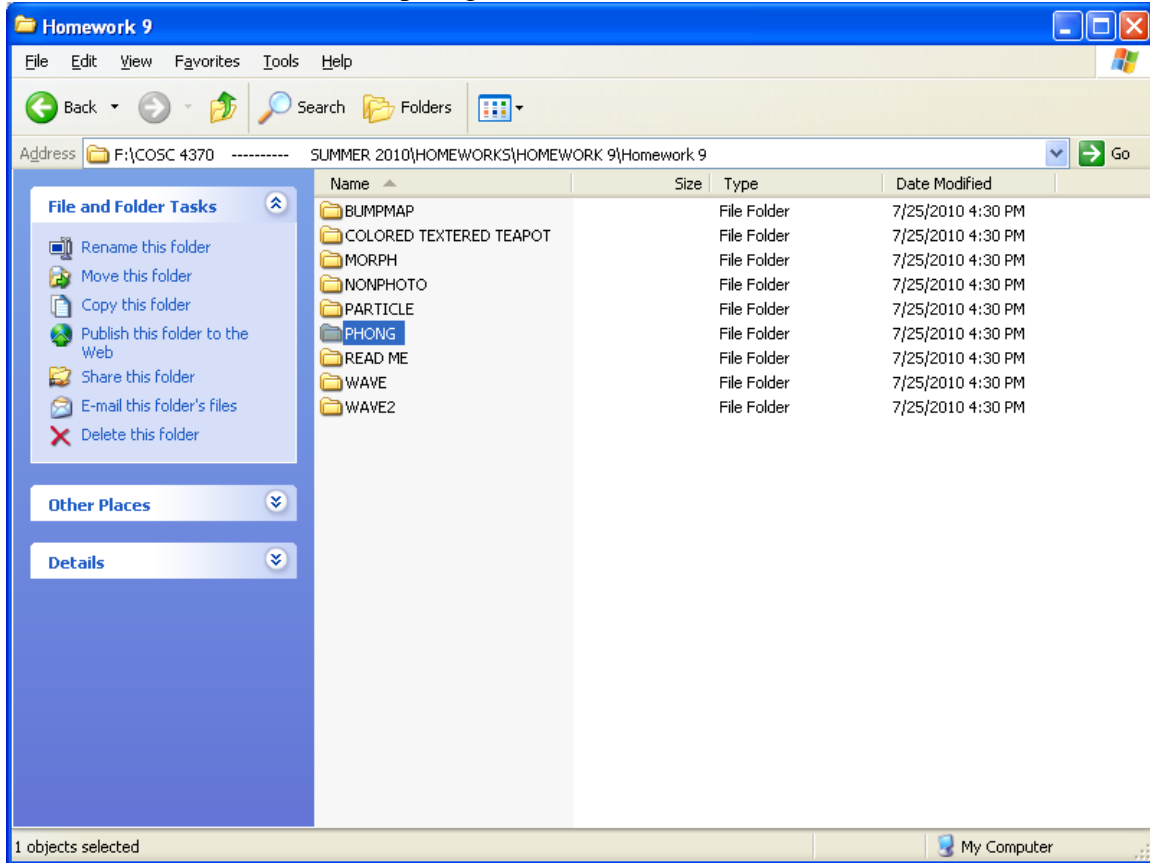 Homework 9
File Edit View Favorites Tools Help
Back Search Folders
Address F:\COSC 4370 ---------- SUMMER 2010\HOMEWORKS\HOMEWORK 9\Homework 9 Go
File and Folder Tasks
Rename this folder
Move this folder
Copy this folder
Publish this folder to the
Web
Share this folder
E-mail this folder's files
Delete this folder
Other Places
Details
Name Size Type Date Modified
BUMPMAP File Folder 7/25/2010 4:30 PM
COLORED TEXTERED TEAPOT File Folder 7/25/2010 4:30 PM
MORPH File Folder 7/25/2010 4:30 PM
NONPHOTO File Folder 7/25/2010 4:30 PM
PARTICLE File Folder 7/25/2010 4:30 PM
PHONG File Folder 7/25/2010 4:30 PM
READ ME File Folder 7/25/2010 4:30 PM
WAVE File Folder 7/25/2010 4:30 PM
WAVE2 File Folder 7/25/2010 4:30 PM
1 objects selected My Computer